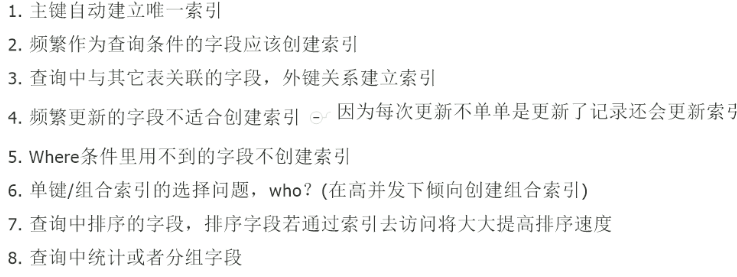 1. 主键自动建立唯一索引
2. 频繁作为查询条件的字段应该创建索引
3. 查询中与其它表关联的字段，外键关系建立索引
4. 频繁更新的字段不适合创建索引 因为每次更新不单单是更新了记录还会更新索引
5. Where条件里用不到的字段不创建索引
6. 单键/组合索引的选择问题，who？(在高并发下倾向创建组合索引)
7. 查询中排序的字段，排序字段若通过索引去访问将大大提高排序速度
8. 查询中统计或者分组字段